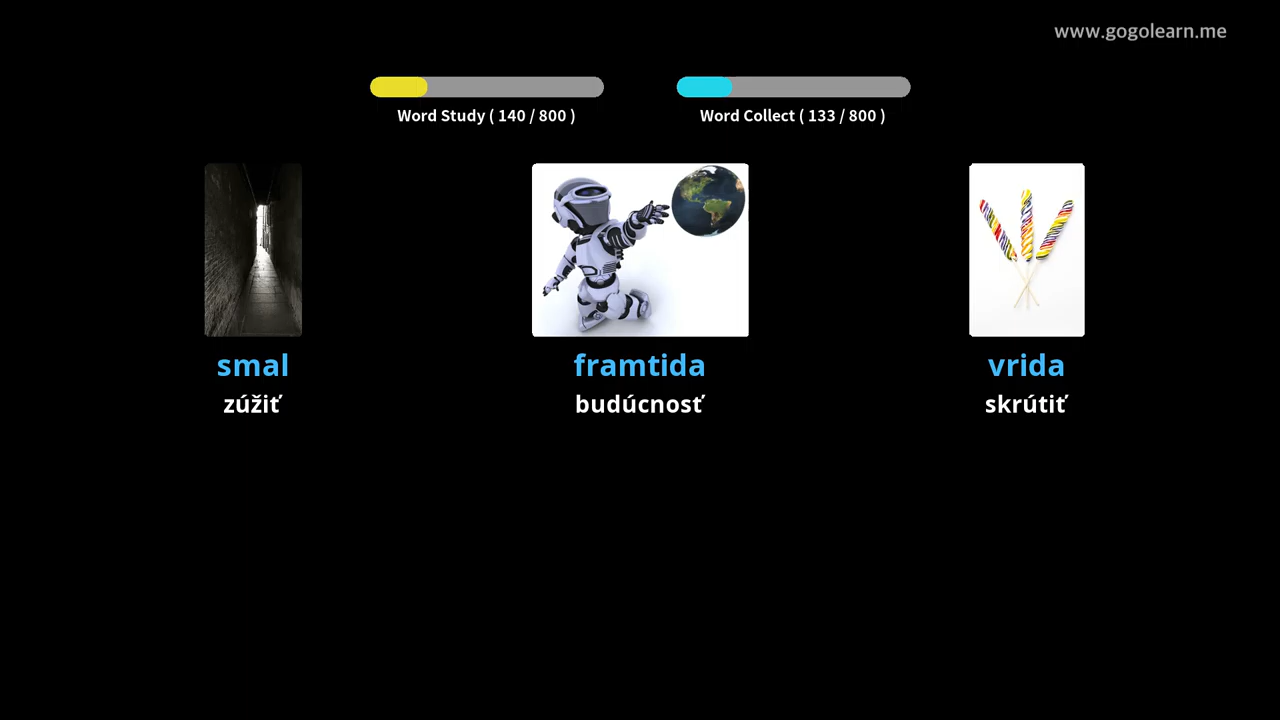 www.gogolearn.me
Word Study ( 140 / 800 )
Word Collect ( 133 / 800 )
smal
framtida
vrida
zúžiť
budúcnosť
skrútiť